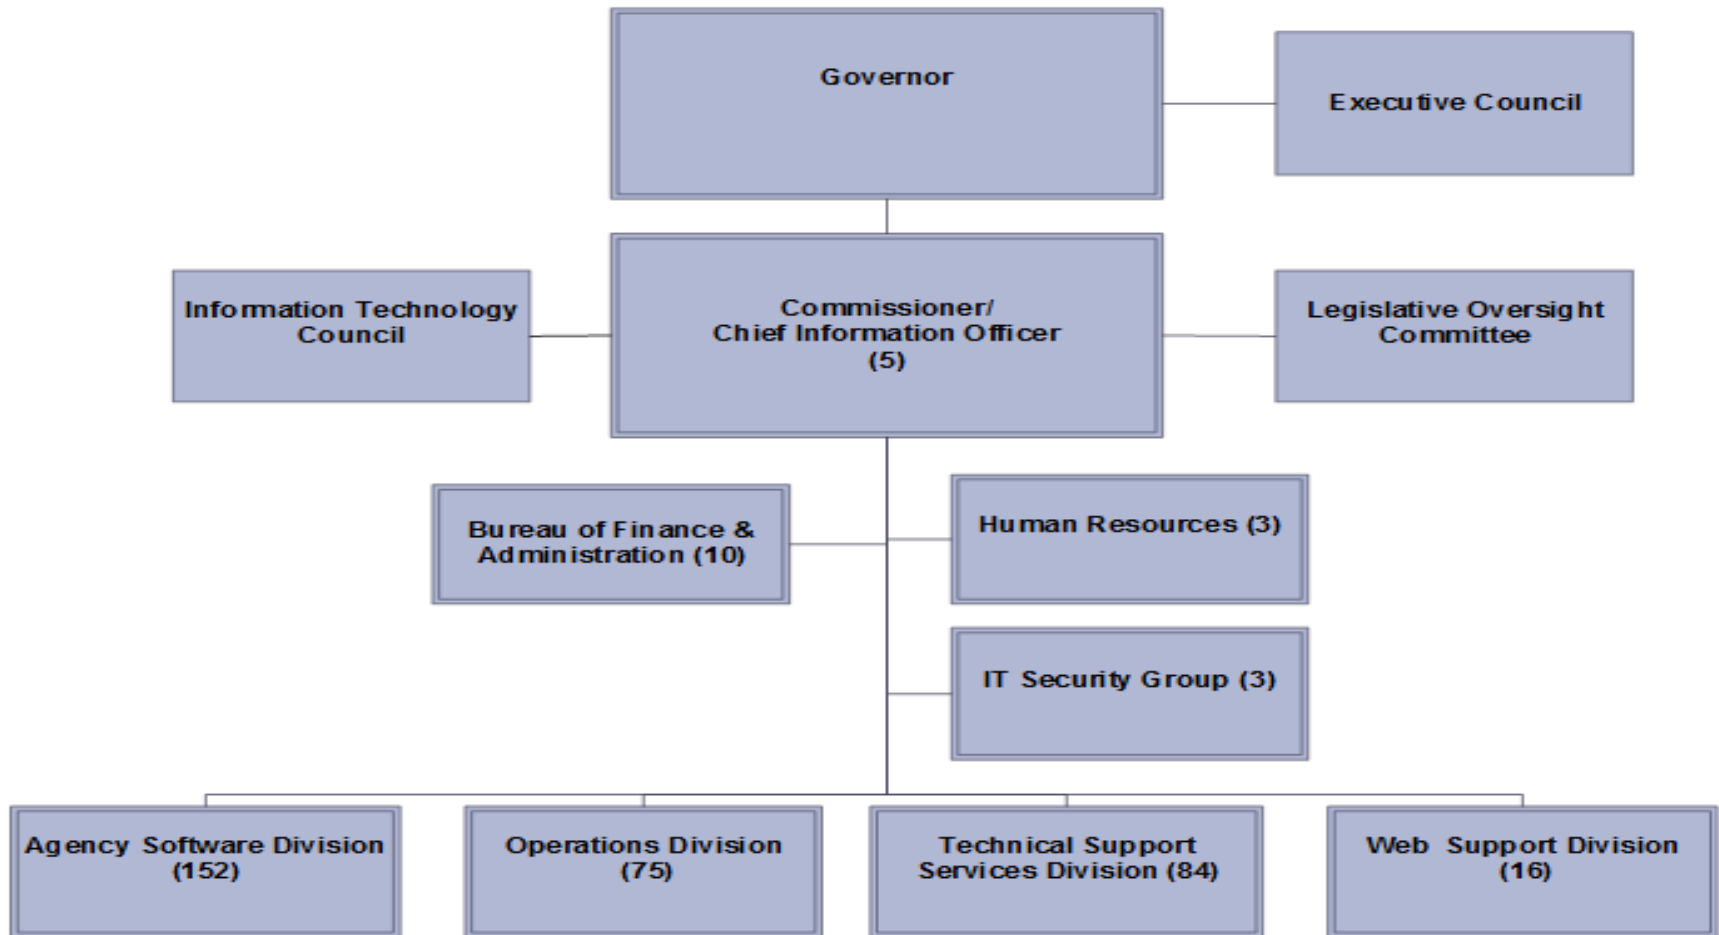 Governor
Executive Council
Information Technology
Council
Commissioner/
Chief Information Officer
(5)
Legislative Oversight
Committee
Bureau of Finance &
Administration (10)
Human Resources (3)
IT Security Group (3)
Agency Software Division
(152)
Operations Division
(75)
Technical Support
Services Division (84)
Web Support Division
(16)